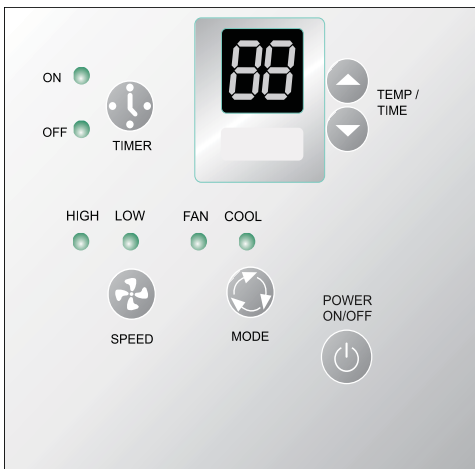 88
ON
TEMP /
TIME
OFF
TIMER
HIGH LOW FAN COOL
SPEED
MODE
POWER
ON/OFF